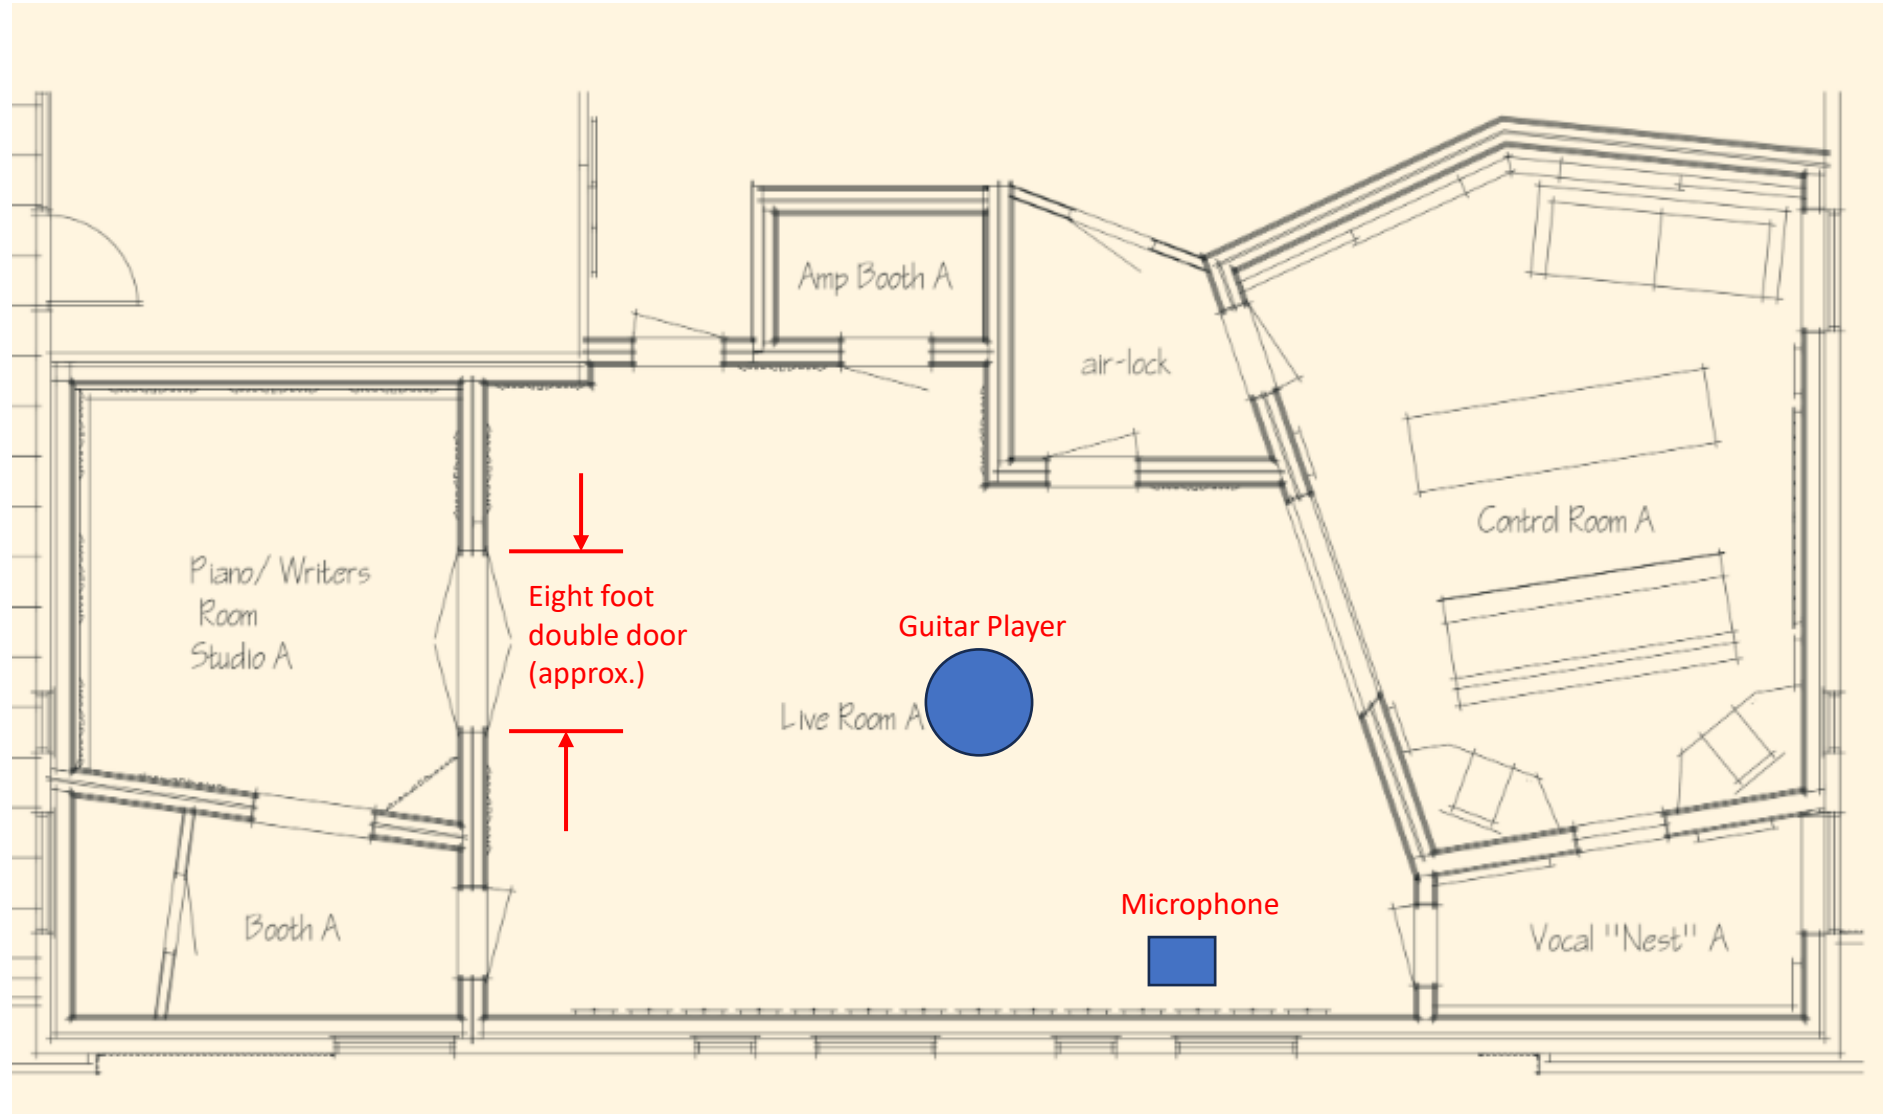 Amp Booth A
air-lock
Control Room A
Piano/ Writers
Room
Studio A
Eight foot
double door
(approx.)
Guitar Player
Live Room A
Microphone
Booth A
Vocal "Nest" A